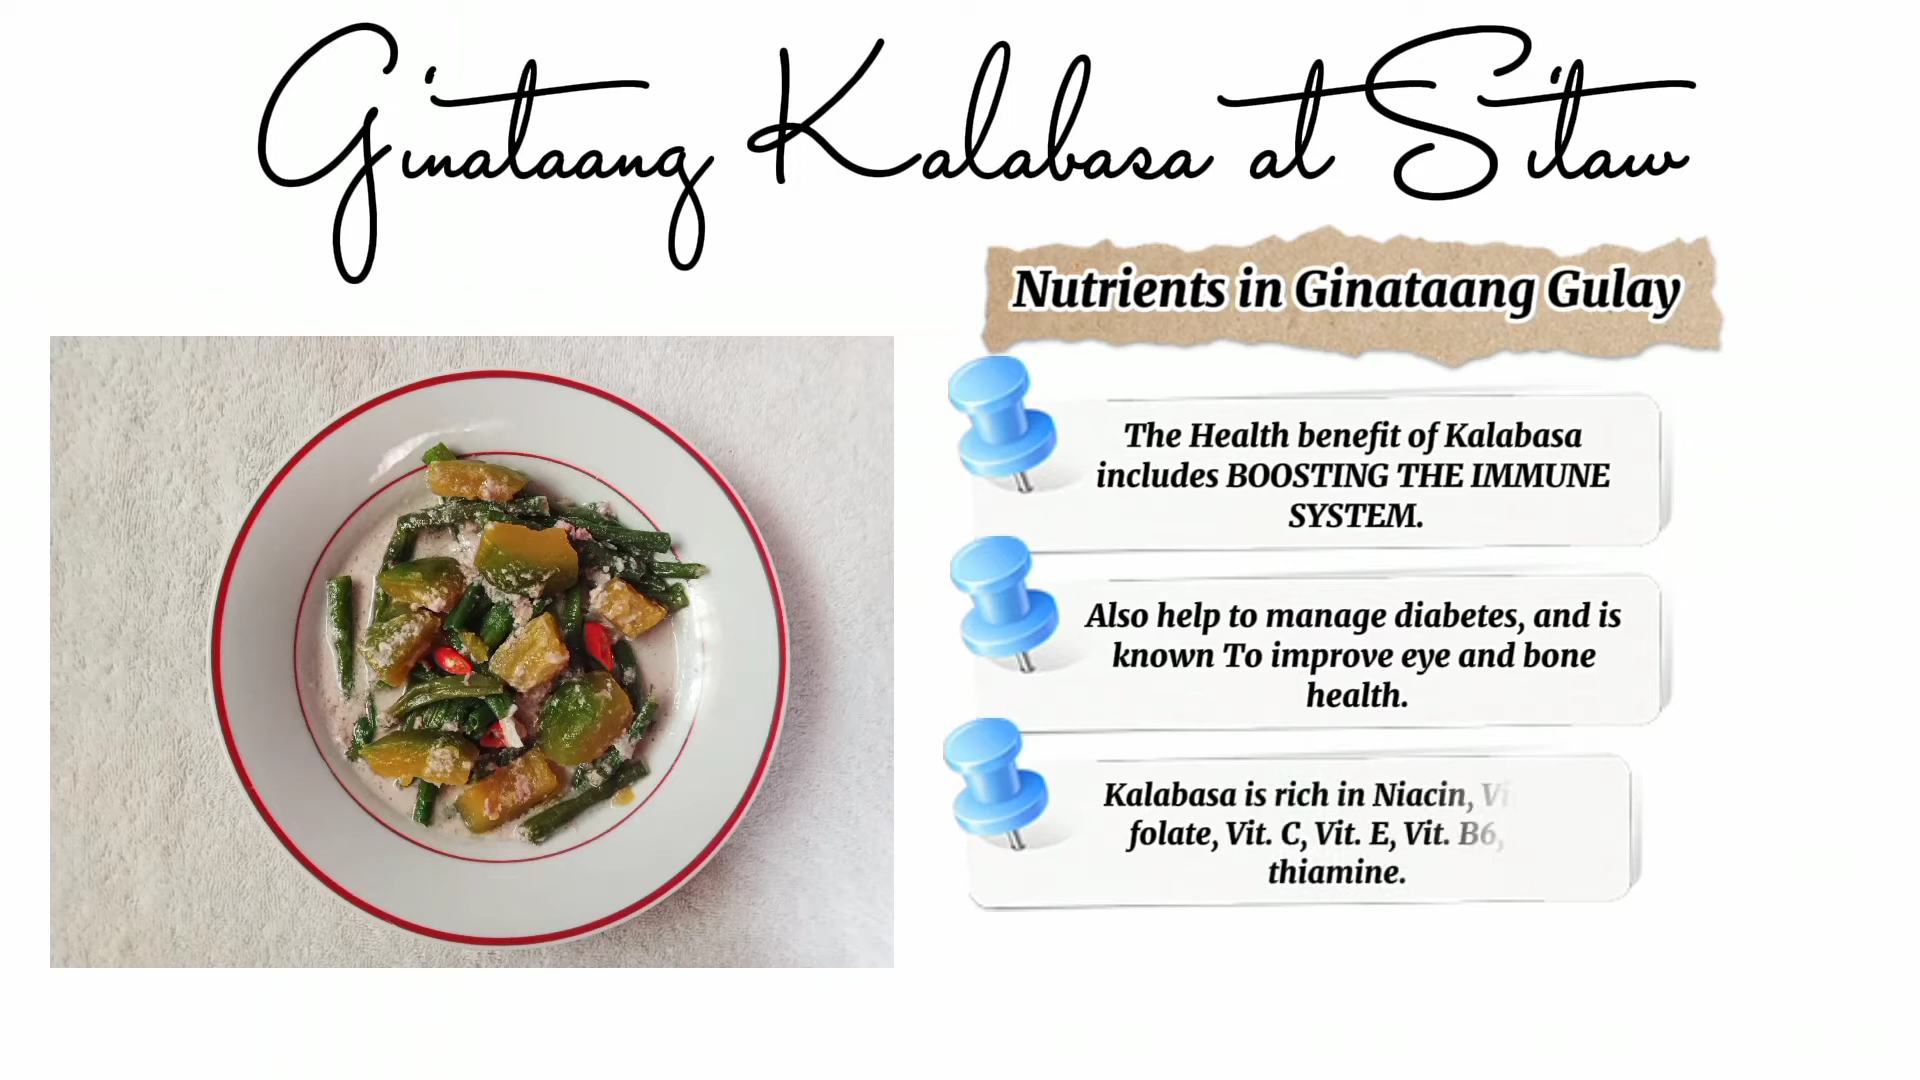 Ginataang Kalabasa at Sitaw
Nutrients in Ginataang Gulay
The Health benefit of Kalabasa
includes BOOSTING THE IMMUNE
SYSTEM.
Also help to manage diabetes, and is
known To improve eye and bone
health.
Kalabasa is rich in Niacin,
folate, Vit. C, Vit. E, Vit. B6,
thiamine.